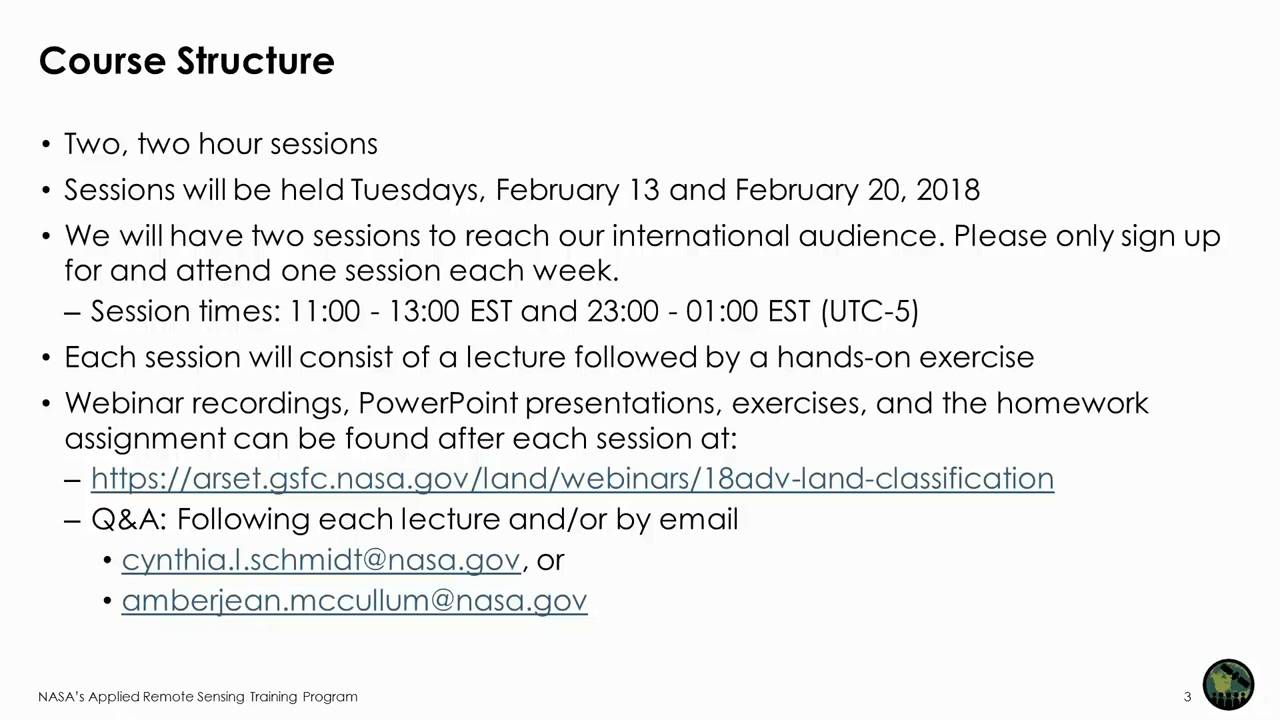 Course Structure
• Two, two hour sessions
• Sessions will be held Tuesdays, February 13 and February 20, 2018
• We will have two sessions to reach our international audience. Please only sign up
for and attend one session each week.
– Session times: 11:00 - 13:00 EST and 23:00 - 01:00 EST (UTC-5)
• Each session will consist of a lecture followed by a hands-on exercise
• Webinar recordings, PowerPoint presentations, exercises, and the homework
assignment can be found after each session at:
– https://arset.gsfc.nasa.gov/land/webinars/18adv-land-classification
– Q&A: Following each lecture and/or by email
• cynthia.l.schmidt@nasa.gov, or
• amberjean.mccullum@nasa.gov
NASA's Applied Remote Sensing Training Program
3